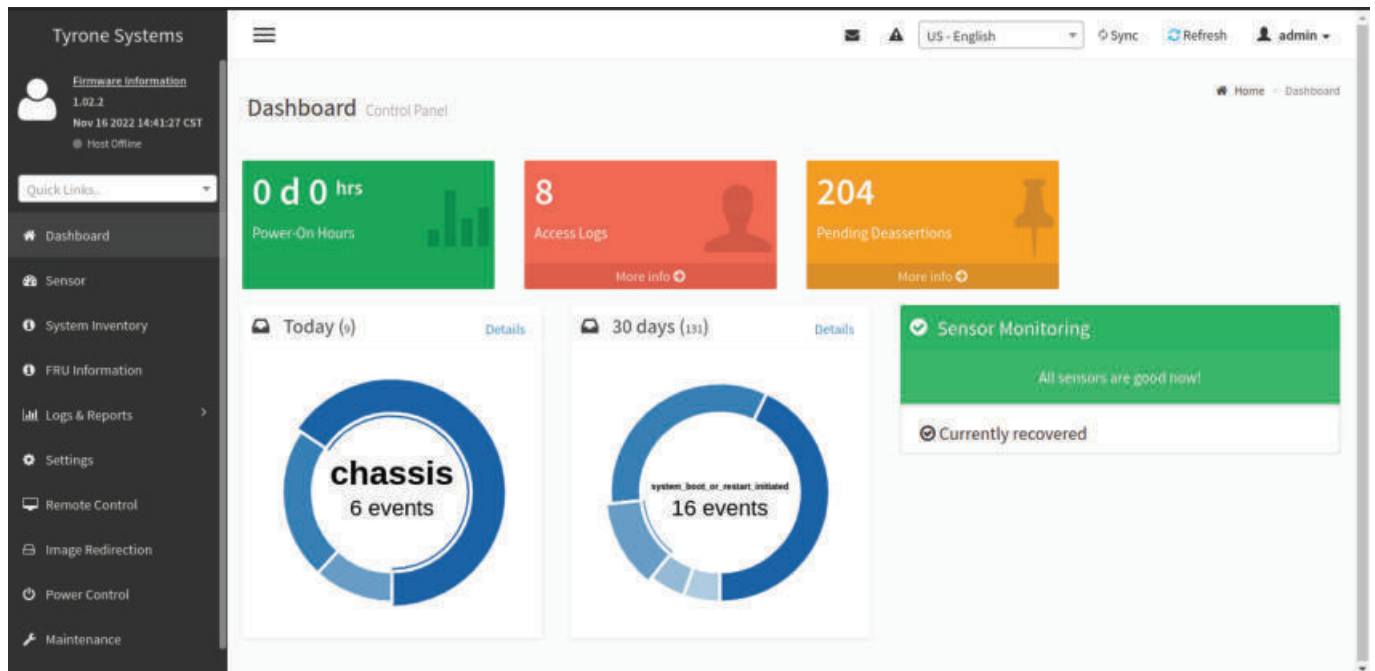 Tyrone Systems
US - English
Sync
Refresh
admin
Firmware Information
1.02.2
Nov 16 2022 14:41:27 CST
Host Offline
Quick Links..
Dashboard
Sensor
System Inventory
FRU Information
Logs & Reports
Settings
Remote Control
Image Redirection
Power Control
Maintenance
Dashboard Control Panel
Home - Dashboard
0 d 0 hrs
Power-On Hours
8
Access Logs
More info
204
Pending Deassertions
More info
Today (9)
Details
chassis
6 events
30 days (131)
Details
system_boot_or_restart_initiated
16 events
Sensor Monitoring
All sensors are good now!
Currently recovered